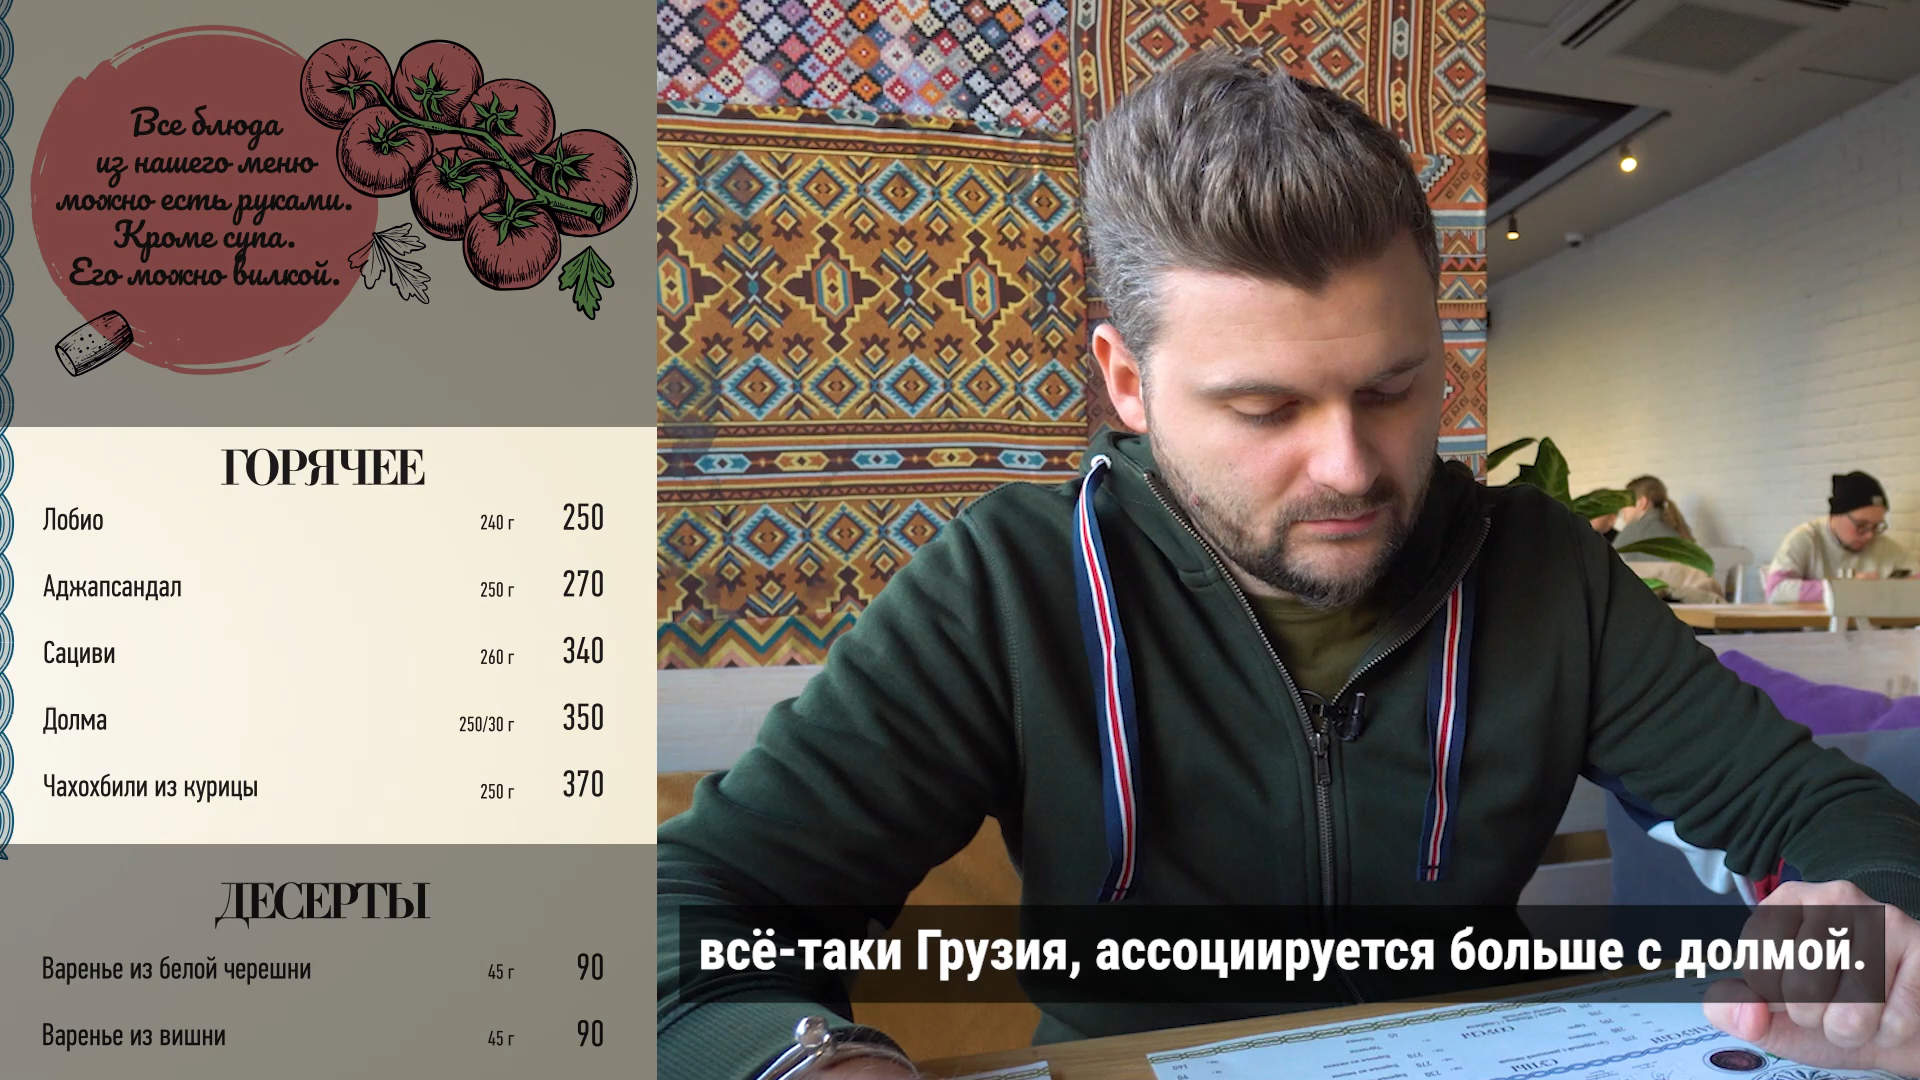 Все блюда
из нашего меню
можно есть руками.
Кроме супа.
Его можно вилкой.
ГОРЯЧЕЕ
Лобио 240 г 250
Аджапсандал 250 г 270
Сациви 260 г 340
Долма 250/30 г 350
Чахохбили из курицы 250 г 370
ДЕСЕРТЫ
Варенье из белой черешни 45 г 90
Варенье из вишни 45 г 90
всё-таки Грузия, ассоциируется больше с долмой.
СОУСЫ
СУПЫ